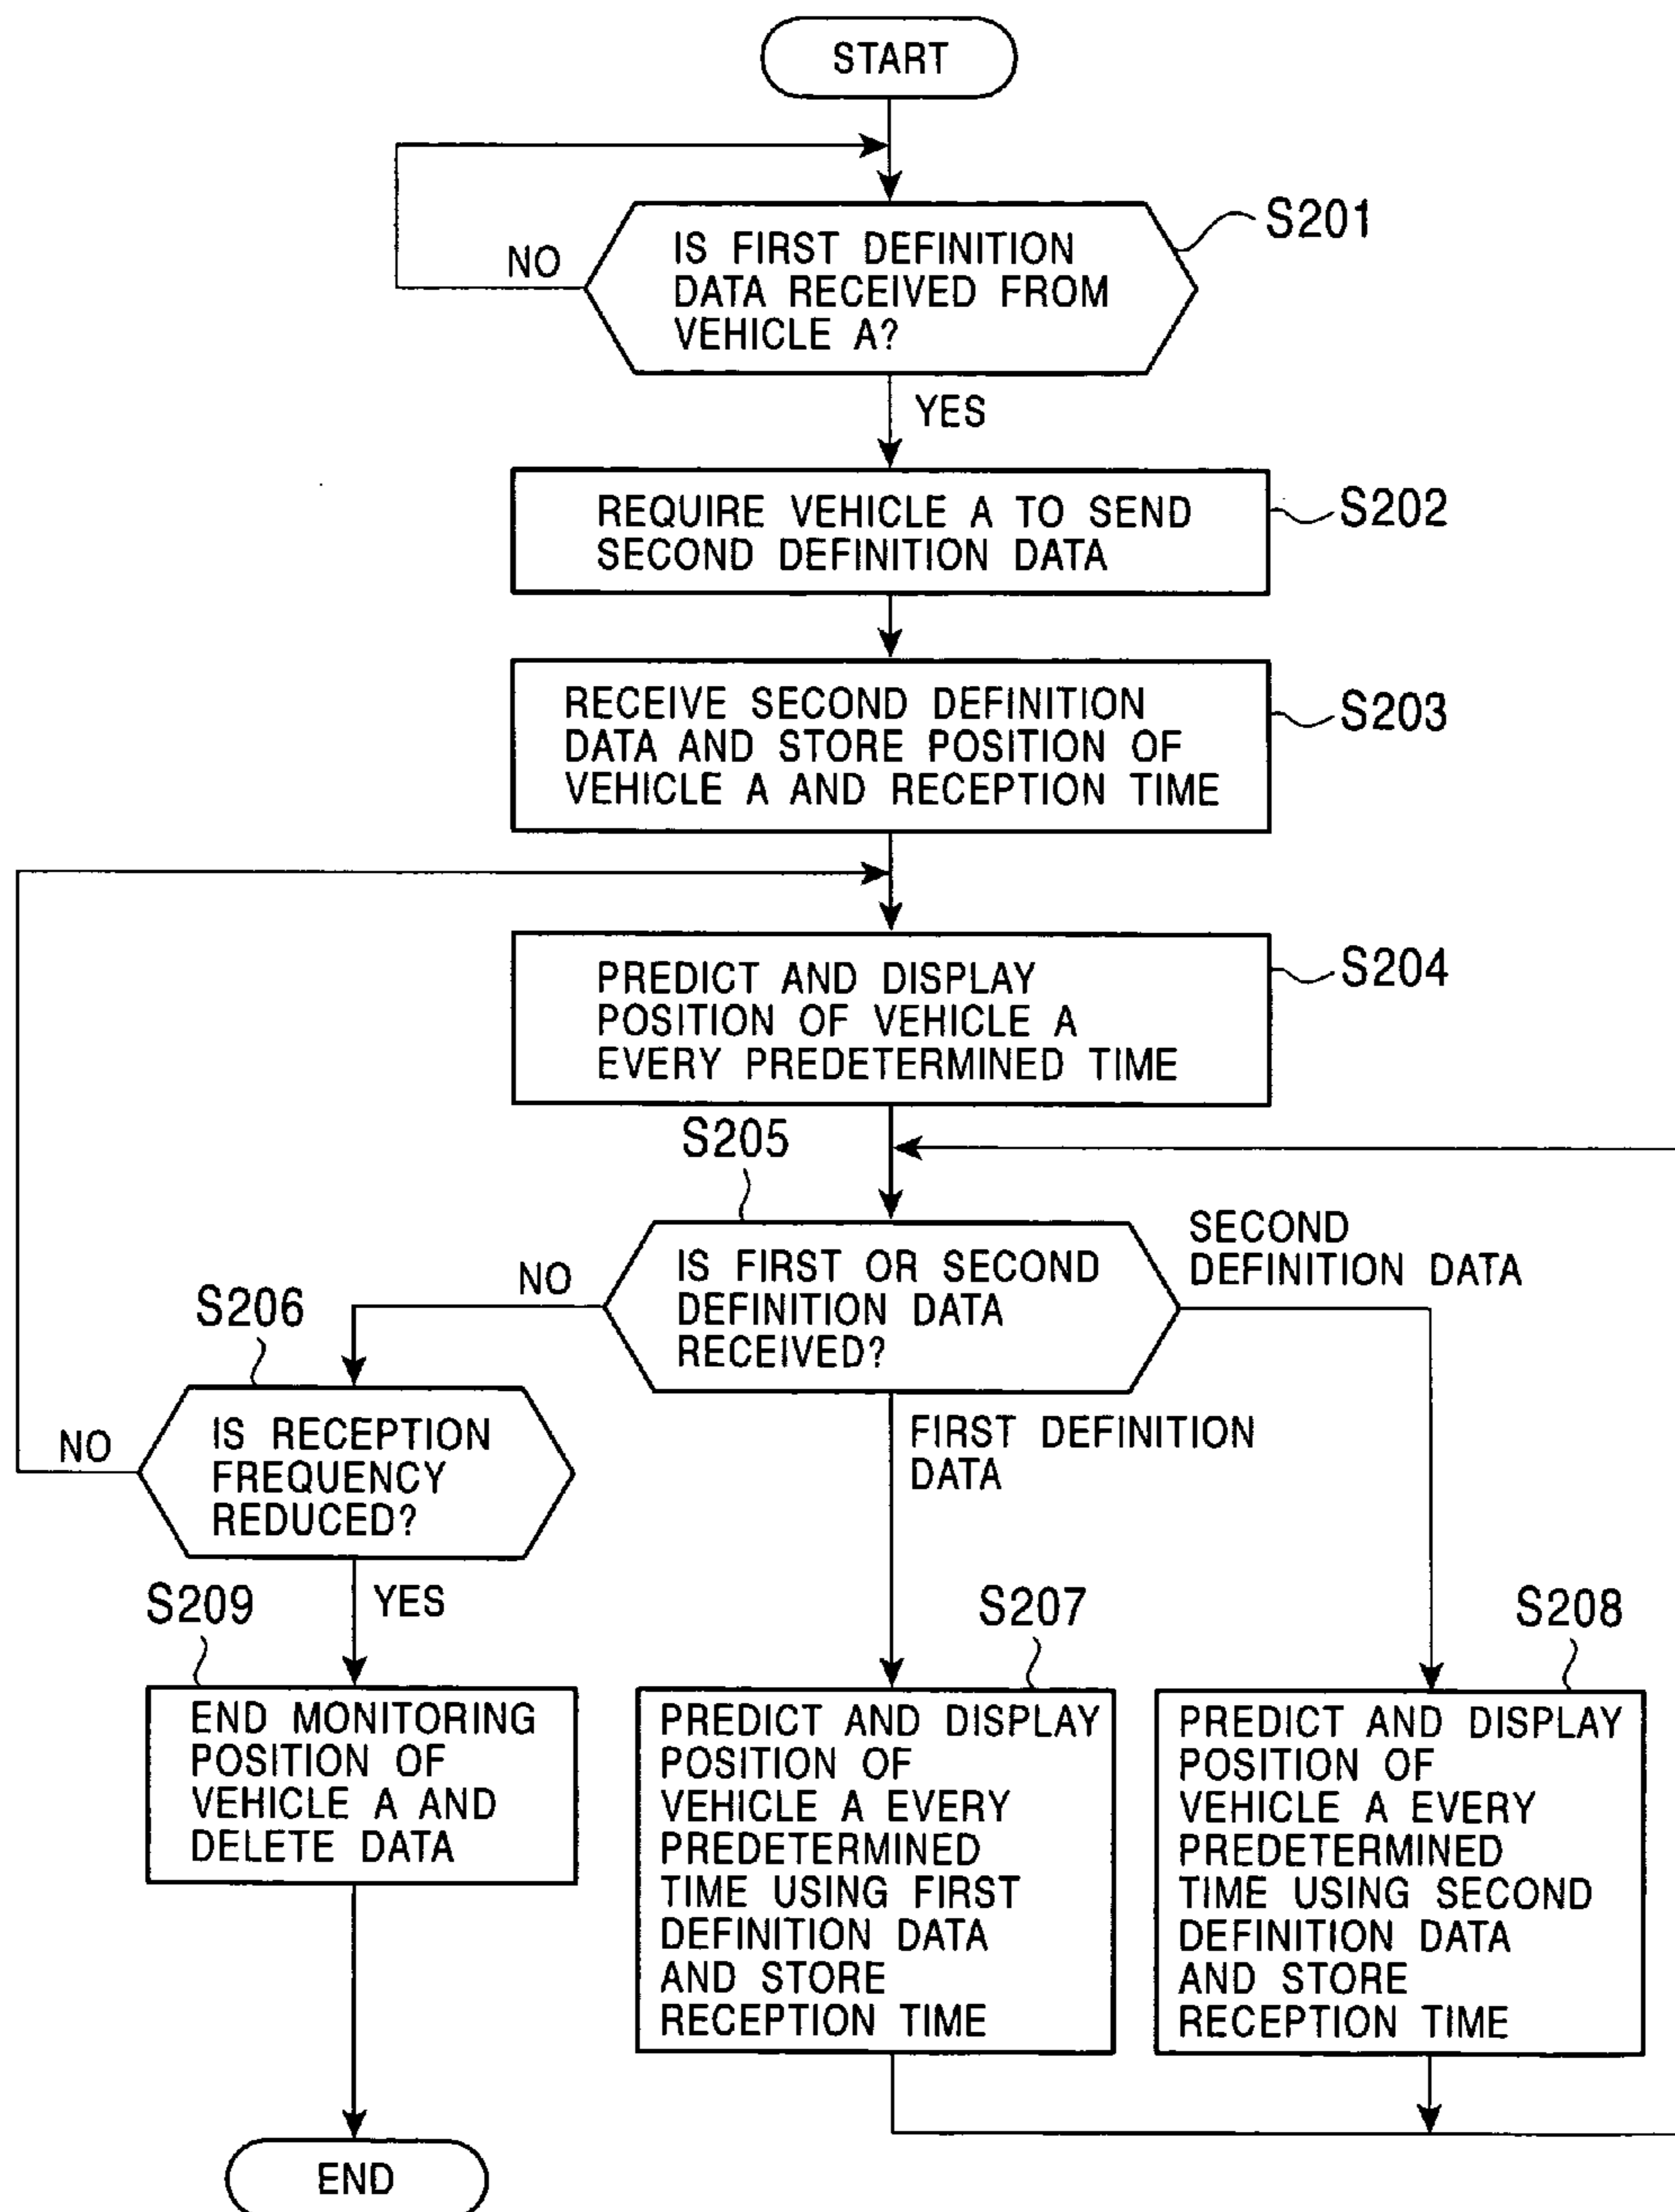 START
S201
IS FIRST DEFINITION
DATA RECEIVED FROM
VEHICLE A?
NO
YES
S202
REQUIRE VEHICLE A TO SEND
SECOND DEFINITION DATA
S203
RECEIVE SECOND DEFINITION
DATA AND STORE POSITION OF
VEHICLE A AND RECEPTION TIME
S204
PREDICT AND DISPLAY
POSITION OF VEHICLE A
EVERY PREDETERMINED TIME
S205
IS FIRST OR SECOND
DEFINITION DATA
RECEIVED?
NO
SECOND
DEFINITION DATA
FIRST DEFINITION
DATA
S206
IS RECEPTION
FREQUENCY
REDUCED?
NO
YES
S209
END MONITORING
POSITION OF
VEHICLE A AND
DELETE DATA
S207
PREDICT AND DISPLAY
POSITION OF
VEHICLE A EVERY
PREDETERMINED
TIME USING FIRST
DEFINITION DATA
AND STORE
RECEPTION TIME
S208
PREDICT AND DISPLAY
POSITION OF
VEHICLE A EVERY
PREDETERMINED
TIME USING SECOND
DEFINITION DATA
AND STORE
RECEPTION TIME
END